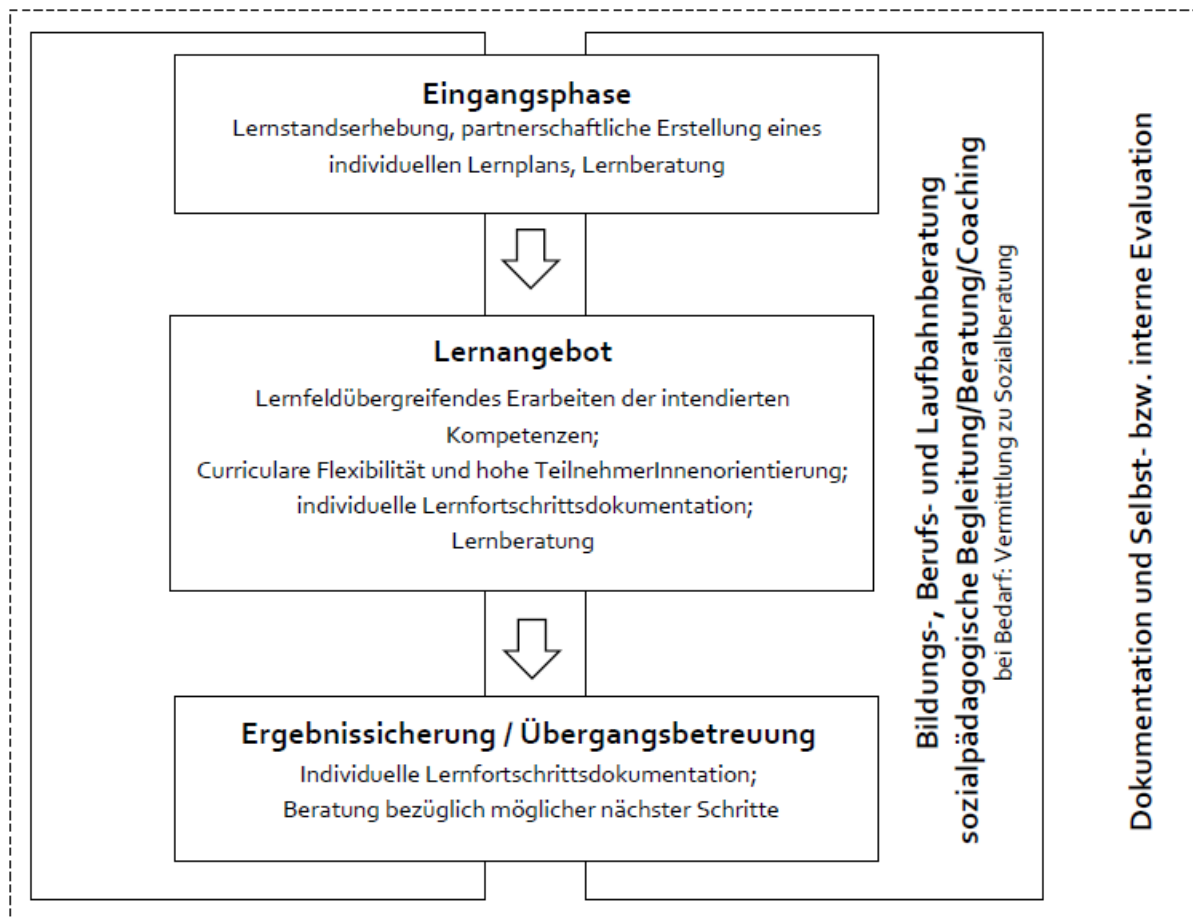 Eingangsphase
Lernstandserhebung, partnerschaftliche Erstellung eines
individuellen Lernplans, Lernberatung
Lernangebot
Lernfeldübergreifendes Erarbeiten der intendierten
Kompetenzen;
Curriculare Flexibilität und hohe TeilnehmerInnenorientierung;
individuelle Lernfortschrittsdokumentation;
Lernberatung
Ergebnissicherung / Übergangsbetreuung
Individuelle Lernfortschrittsdokumentation;
Beratung bezüglich möglicher nächster Schritte
Bildungs-, Berufs- und Laufbahnberatung
sozialpädagogische Begleitung/Beratung/Coaching
bei Bedarf: Vermittlung zu Sozialberatung
Dokumentation und Selbst- bzw. interne Evaluation